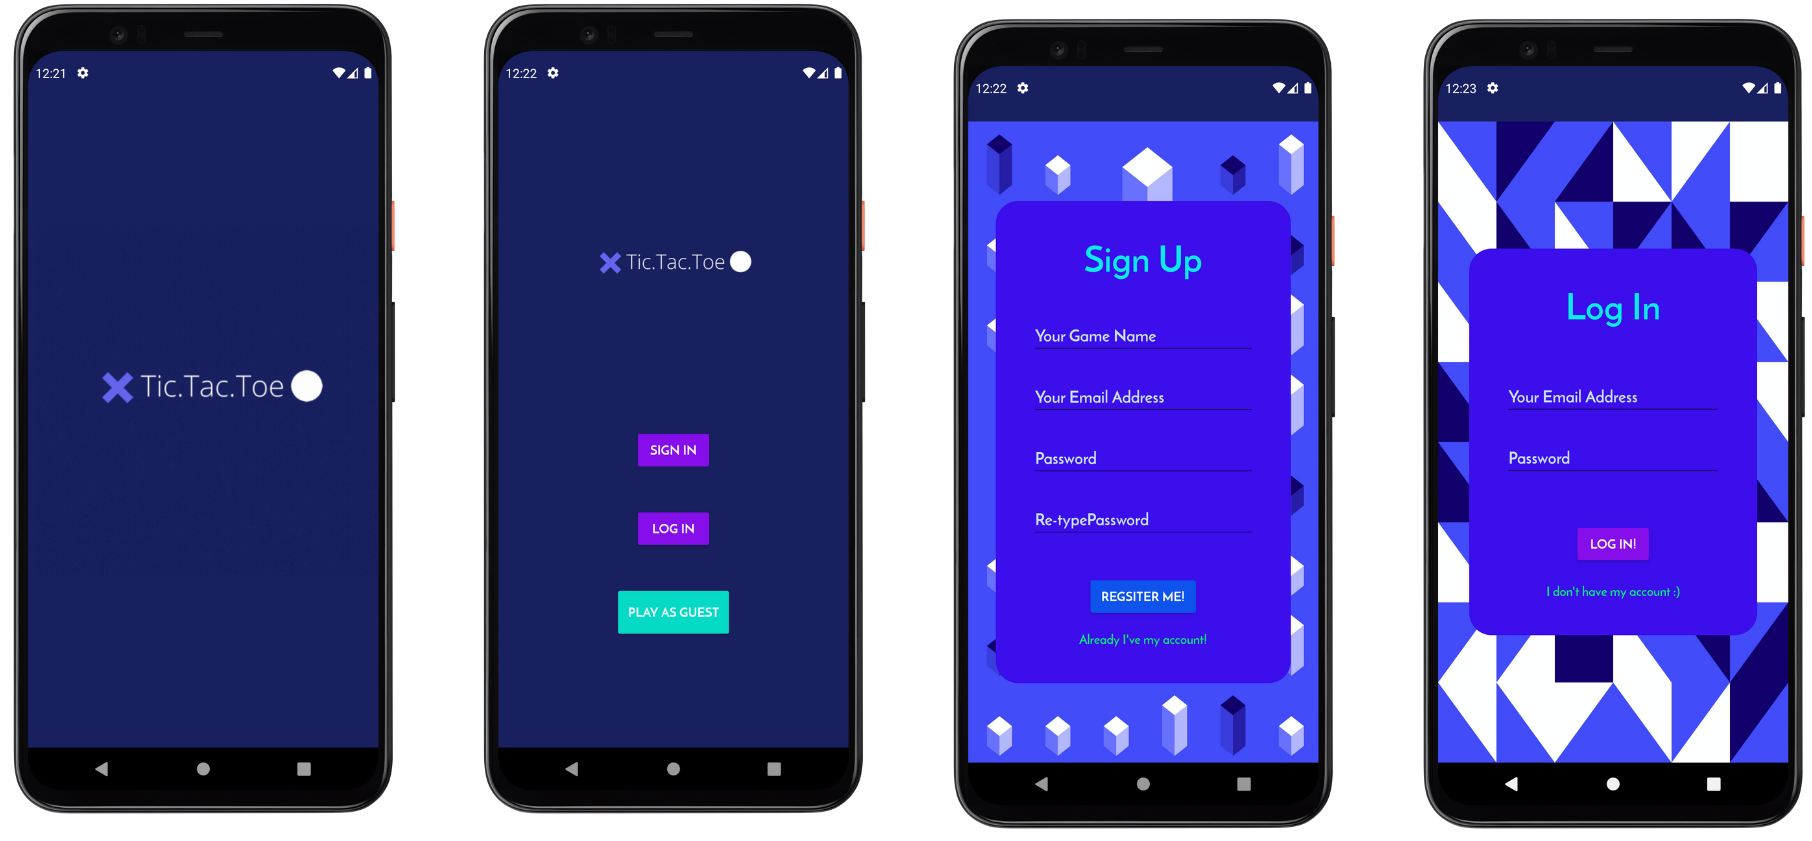 12:21
Tic.Tac.Toe
12:22
Tic.Tac.Toe
SIGN IN
LOG IN
PLAY AS GUEST
12:22
Sign Up
Your Game Name
Your Email Address
Password
Re-typePassword
REGSITER ME!
Already I've my account!
12:23
Log In
Your Email Address
Password
LOG IN!
I don't have my account :)